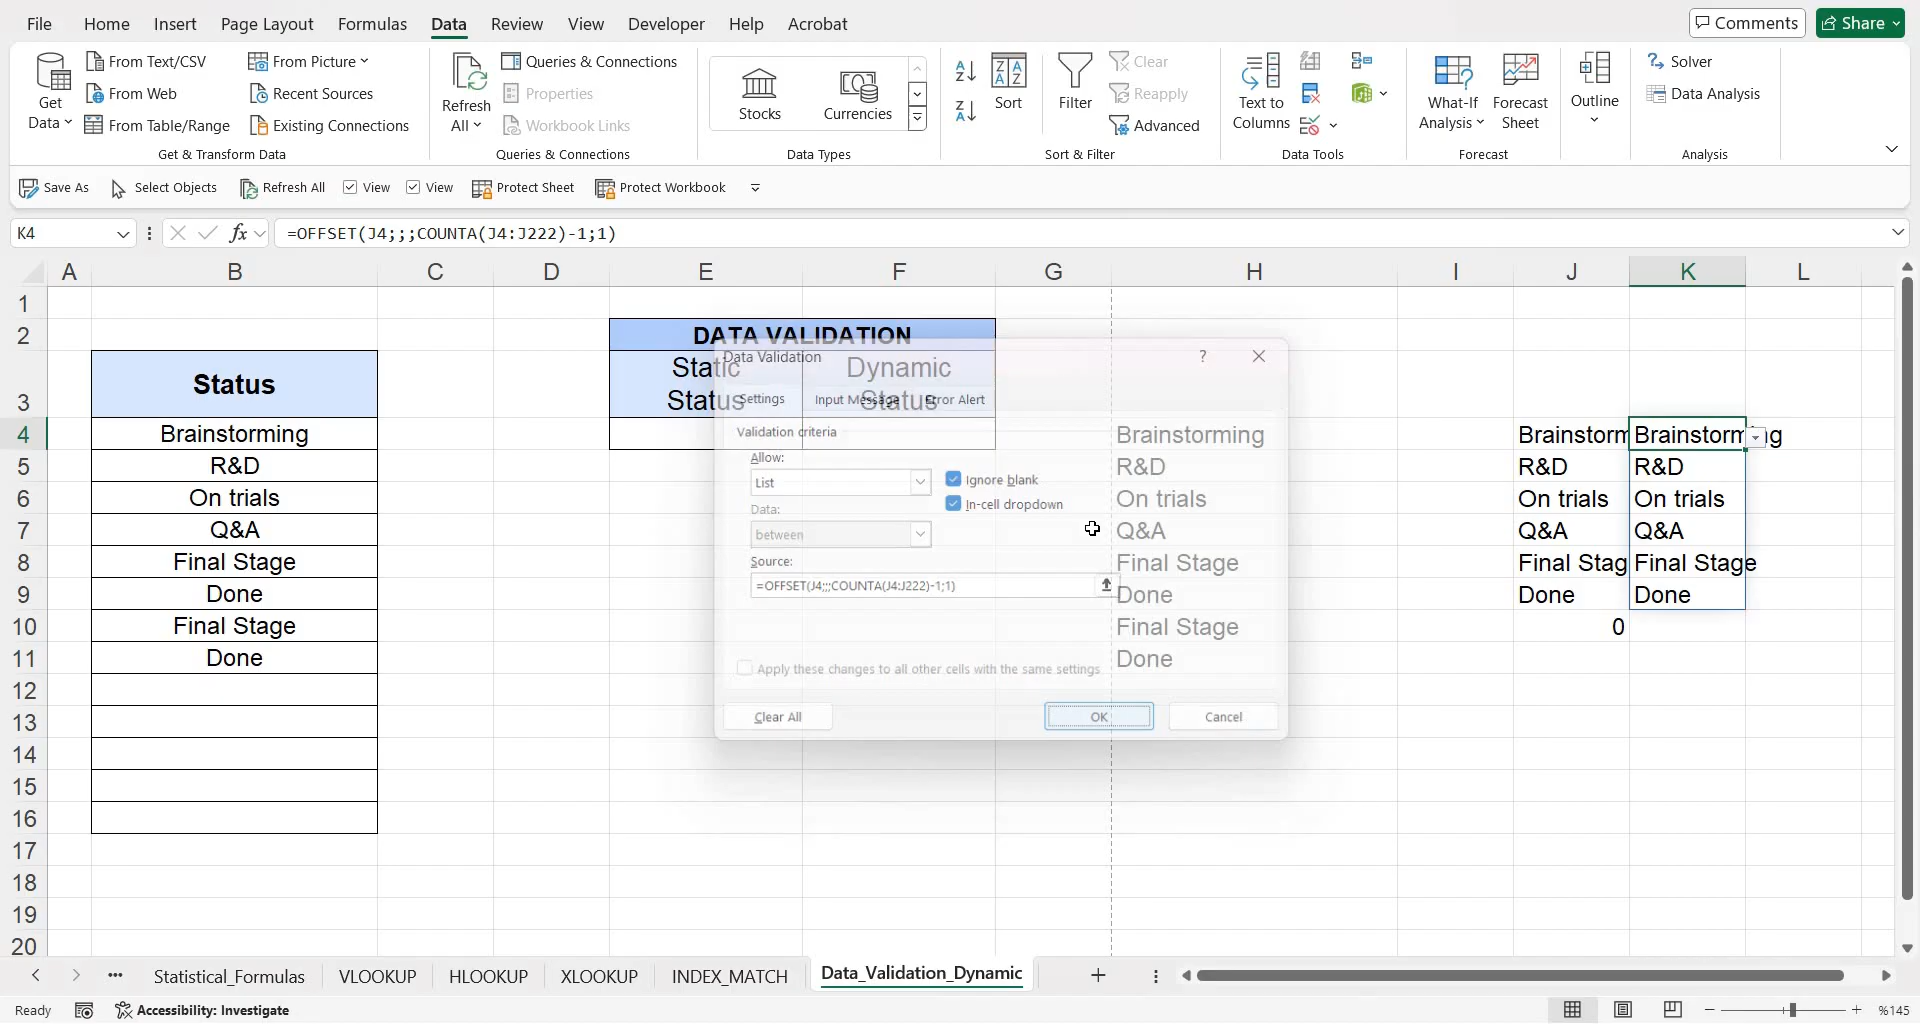 File Home Insert Page Layout Formulas Data Review View Developer Help Acrobat Comments Share
From Text/CSV From Picture Queries & Connections Clear Solver
Get Data From Web Recent Sources Refresh All Properties Stocks Currencies Sort Filter Reapply Text to Columns What-If Analysis Forecast Sheet Outline Data Analysis
From Table/Range Existing Connections Workbook Links Advanced
Get & Transform Data Queries & Connections Data Types Sort & Filter Data Tools Forecast Analysis
Save As Select Objects Refresh All View View Protect Sheet Protect Workbook
K4 fx =OFFSET(J4;;;COUNTA(J4:J222)-1;1)
A B C D E F G H I J K L
1
2 DATA VALIDATION
3 Status Static Status Dynamic Status
4 Brainstorming Brainstorming Brainstorm Brainstorming
5 R&D R&D R&D R&D
6 On trials On trials On trials On trials
7 Q&A Q&A Q&A Q&A
8 Final Stage Final Stage Final Stag Final Stage
9 Done Done Done Done
10 Final Stage Final Stage 0
11 Done Done
12
13
14
15
16
17
18
19
20
Data Validation ?
Settings Input Message Error Alert
Validation criteria
Allow:
List Ignore blank
Data: In-cell dropdown
between
Source:
=OFFSET(J4;;;COUNTA(J4:J222)-1;1)
Apply these changes to all other cells with the same settings
Clear All OK Cancel
Statistical_Formulas VLOOKUP HLOOKUP XLOOKUP INDEX_MATCH Data_Validation_Dynamic
Ready Accessibility: Investigate %145